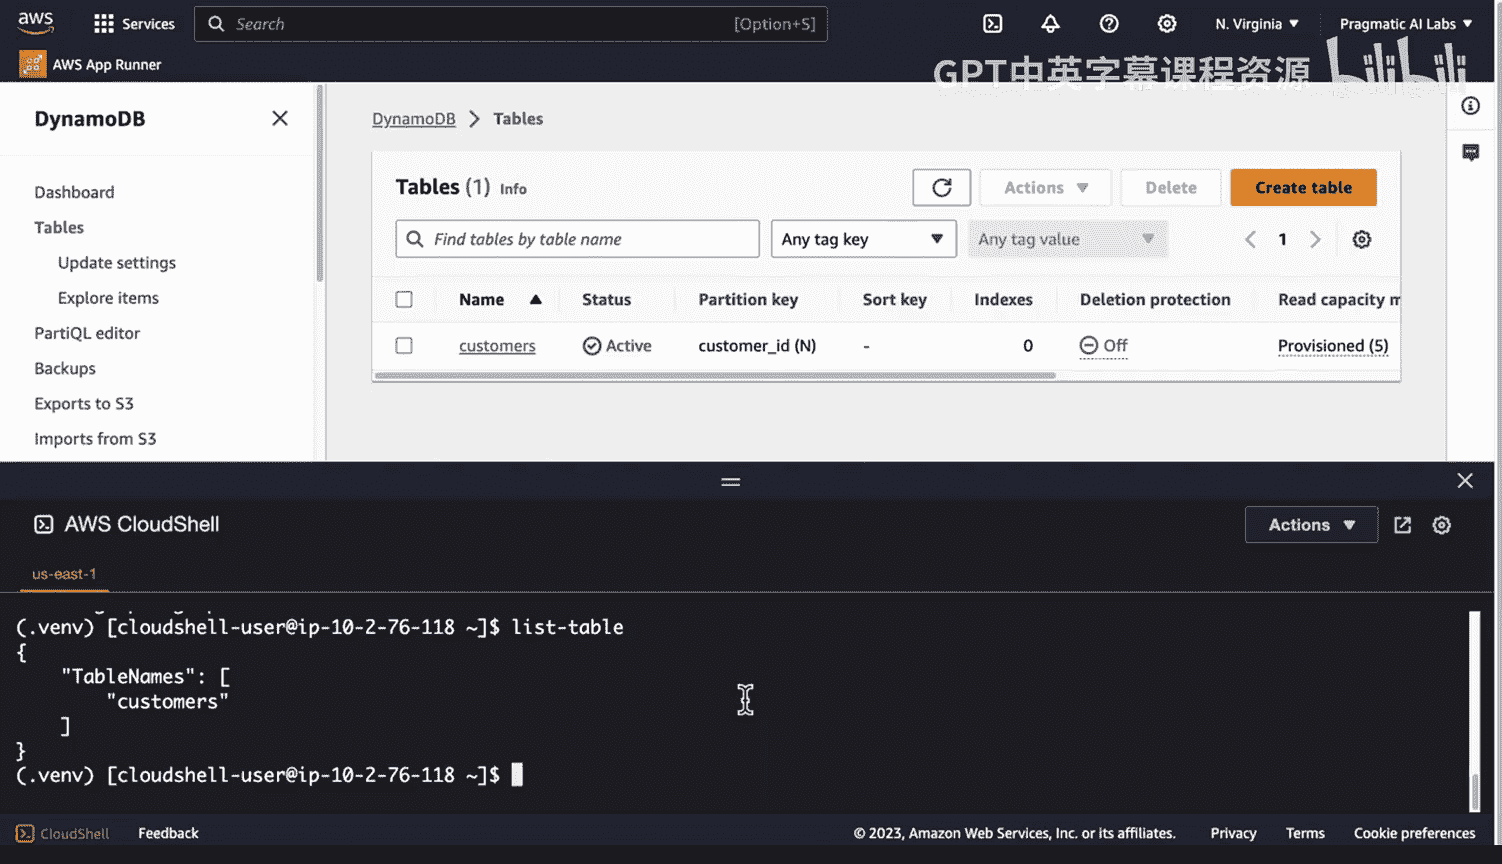 aws
Services
Search
[Option+S]
N. Virginia
Pragmatic AI Labs
AWS App Runner
GPT中英字幕课程资源
bilibili
DynamoDB
Dashboard
Tables
Update settings
Explore items
PartiQL editor
Backups
Exports to S3
Imports from S3
DynamoDB > Tables
Tables (1) Info
Actions
Delete
Create table
Find tables by table name
Any tag key
Any tag value
1
Name Status Partition key Sort key Indexes Deletion protection Read capacity m
customers Active customer_id (N) - 0 Off Provisioned (5)
AWS CloudShell
Actions
us-east-1
(.venv) [cloudshell-user@ip-10-2-76-118 ~]$ list-table
{
"TableNames": [
"customers"
]
}
(.venv) [cloudshell-user@ip-10-2-76-118 ~]$
CloudShell
Feedback
© 2023, Amazon Web Services, Inc. or its affiliates.
Privacy
Terms
Cookie preferences